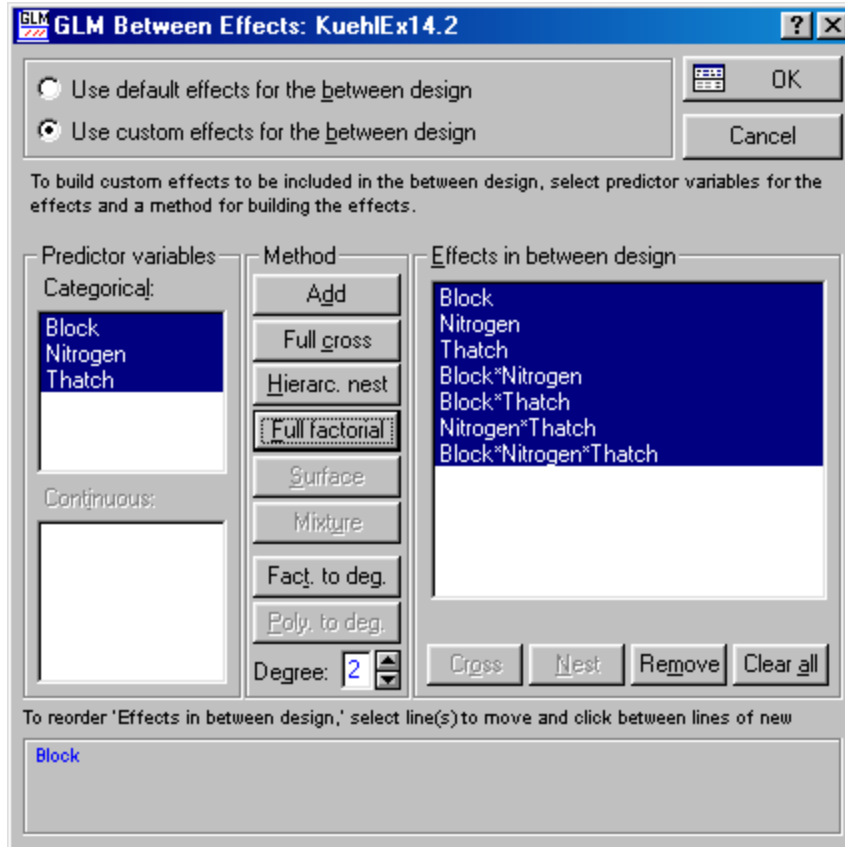 GLM GLM Between Effects: KuehlEx14.2
Use default effects for the between design
OK
Use custom effects for the between design
Cancel
To build custom effects to be included in the between design, select predictor variables for the
effects and a method for building the effects.
Predictor variables
Categorical:
Block
Nitrogen
Thatch
Continuous:
Method
Add
Full cross
Hierarc. nest
Full factorial
Surface
Mixture
Fact. to deg.
Poly. to deg.
Degree: 2
Effects in between design
Block
Nitrogen
Thatch
Block*Nitrogen
Block*Thatch
Nitrogen*Thatch
Block*Nitrogen*Thatch
Cross
Nest
Remove
Clear all
To reorder 'Effects in between design,' select line(s) to move and click between lines of new
Block